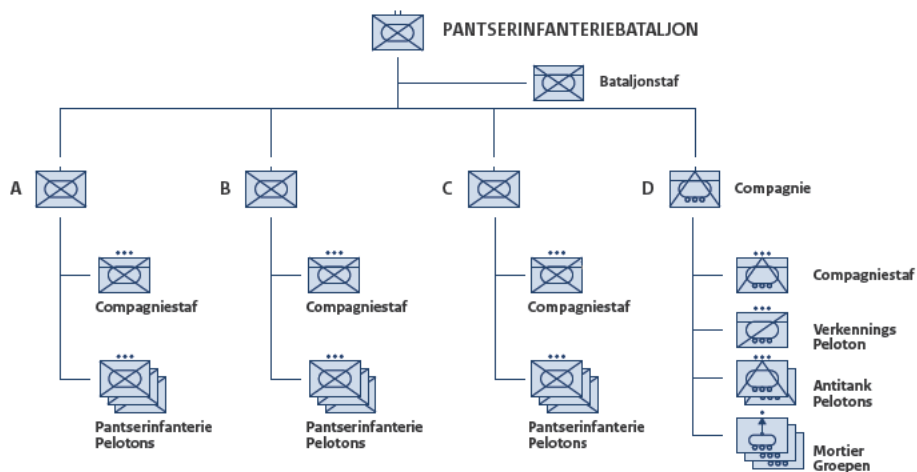 PANTSERINFANTERIEBATALJON
Bataljonstaf
A
B
C
D
Compagnie
Compagniestaf
Pantserinfanterie
Pelotons
Compagniestaf
Pantserinfanterie
Pelotons
Compagniestaf
Pantserinfanterie
Pelotons
Compagniestaf
Verkennings
Peloton
Antitank
Pelotons
Mortier
Groepen